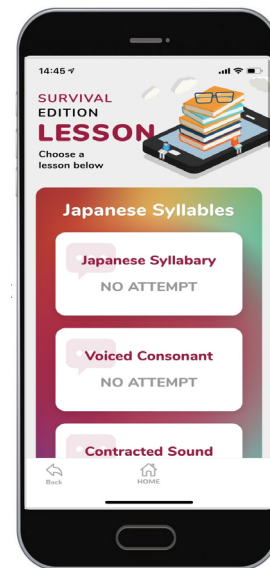 14:45
SURVIVAL
EDITION
LESSON
Choose a
lesson below
Japanese Syllables
Japanese Syllabary
NO ATTEMPT
Voiced Consonant
NO ATTEMPT
Contracted Sound
Back
HOME